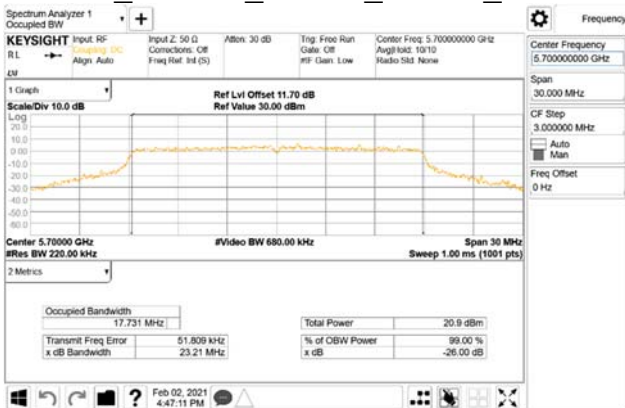 Spectrum Analyzer 1
Occupied BW
Frequency
KEYSIGHT
RL
Input: RF
Coupling: DC
Align: Auto
Input Z: 50 Ω
Corrections: Off
Freq Ref: Int (S)
Atten: 30 dB
Trig: Free Run
Gate: Off
#IF Gain: Low
Center Freq: 5.700000000 GHz
Avg|Hold: 10/10
Radio Std: None
Center Frequency
5.700000000 GHz
Span
30.000 MHz
CF Step
3.000000 MHz
Auto
Man
Freq Offset
0 Hz
1 Graph
Scale/Div 10.0 dB
Ref Lvl Offset 11.70 dB
Ref Value 30.00 dBm
Log
20.0
10.0
0.00
-10.0
-20.0
-30.0
-40.0
-50.0
-60.0
Center 5.70000 GHz
#Res BW 220.00 kHz
#Video BW 680.00 kHz
Span 30 MHz
Sweep 1.00 ms (1001 pts)
2 Metrics
Occupied Bandwidth
17.731 MHz
Total Power 20.9 dBm
Transmit Freq Error 51.809 kHz
% of OBW Power 99.00 %
x dB Bandwidth 23.21 MHz
x dB -26.00 dB
?
Feb 02, 2021
4:47:11 PM